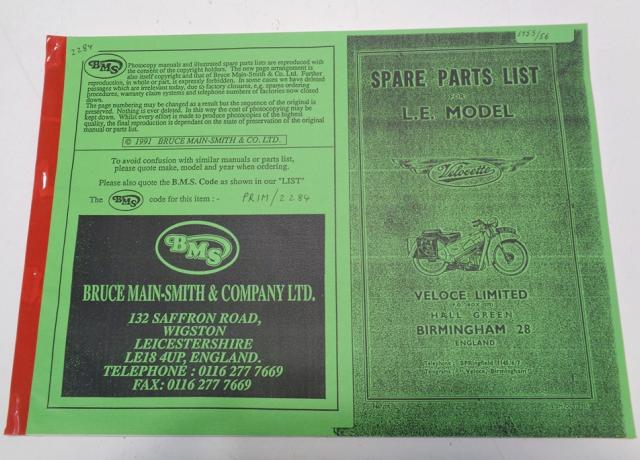 2284
BMS
Photocopy manuals and illustrated spare parts lists are reproduced with
the consent of the copyright holders. The new page arrangement is
also itself copyright and that of Bruce Main-Smith & Co. Ltd. Further
reproduction, in whole or part, is expressly forbidden. In some cases we have deleted
passages which are irrelevant today, due to factory closures, e.g. spares ordering
procedures, warranty claim systems and telephone numbers of factories now closed
down.
The page numbering may be changed as a result but the sequence of the original is
preserved. Nothing is ever deleted. In this way the cost of photocopying may be
kept down. Whilst every effort is made to produce photocopies of the highest
quality, the final reproduction is dependant on the state of preservation of the original
manual or parts list.
© 1991 BRUCE MAIN-SMITH & CO. LTD.
To avoid confusion with similar manuals or parts list,
please quote make, model and year when ordering.
Please also quote the B.M.S. Code as shown in our "LIST"
The BMS code for this item :- PRIM/2284
BMS
BRUCE MAIN-SMITH & COMPANY LTD.
132 SAFFRON ROAD,
WIGSTON
LEICESTERSHIRE
LE18 4UP, ENGLAND.
TELEPHONE : 0116 277 7669
FAX: 0116 277 7669
1955/56
SPARE PARTS LIST
FOR
L.E. MODEL
Velocette
VELOCE LIMITED
HALL GREEN
BIRMINGHAM 28
ENGLAND
Telephone: SPRingfield 1145/6/7
Telegrams: "Veloce, Birmingham"